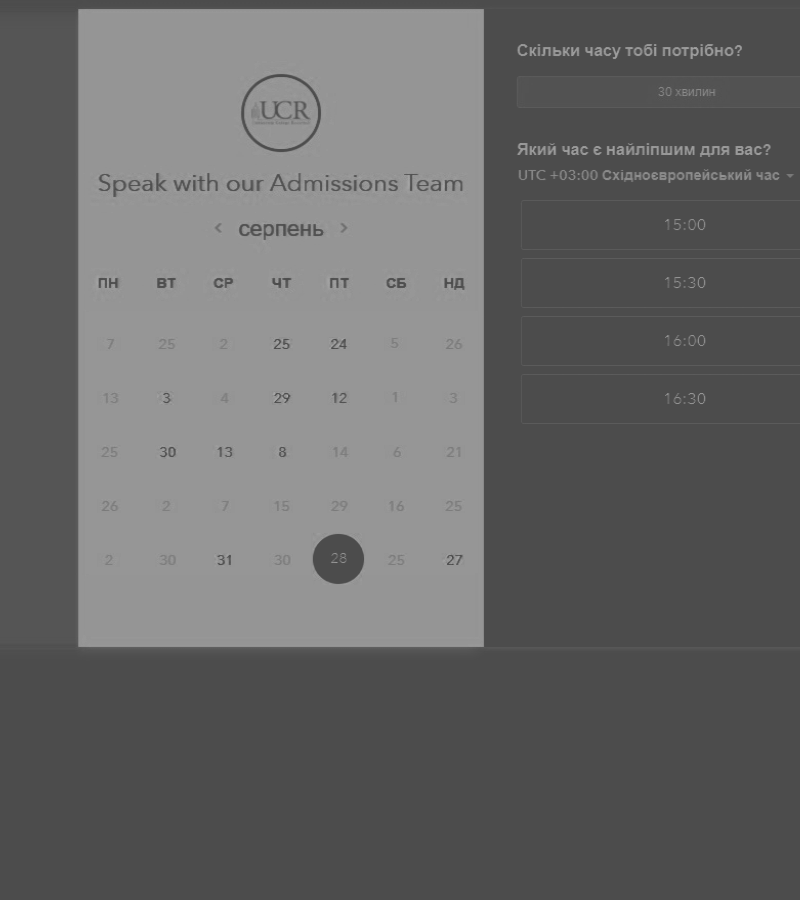 UCR
Speak with our Admissions Team
серпень
ПН ВТ СР ЧТ ПТ СБ НД
7 25 2 25 24 5 26
13 3 4 29 12 1 3
25 30 13 8 14 6 21
26 2 7 15 29 16 25
2 30 31 30 28 25 27
Скільки часу тобі потрібно?
30 хвилин
Який час є найліпшим для вас?
UTC +03:00 Східноєвропейський час
15:00
15:30
16:00
16:30